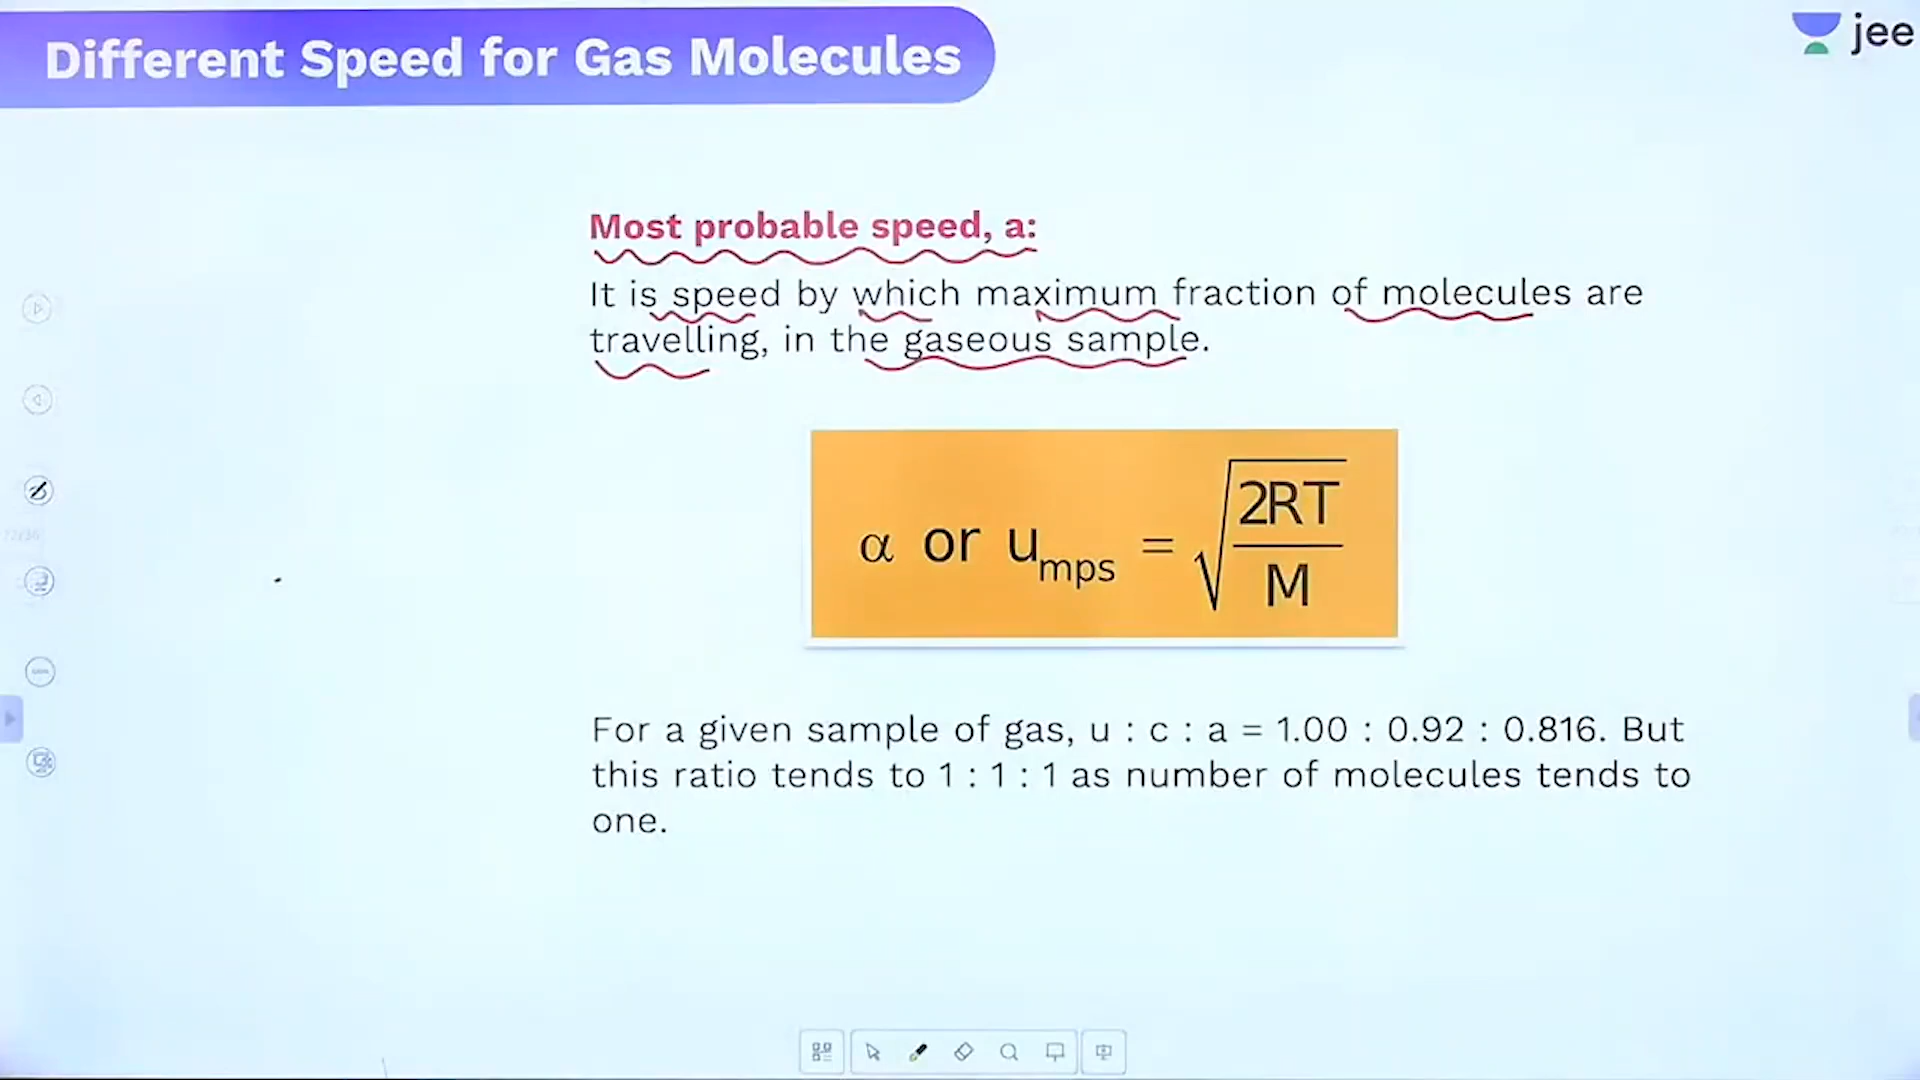 Different Speed for Gas Molecules
jee
Most probable speed, a:
It is speed by which maximum fraction of molecules are
travelling, in the gaseous sample.
α or u_mps = √(2RT/M)
For a given sample of gas, u : c : a = 1.00 : 0.92 : 0.816. But
this ratio tends to 1 : 1 : 1 as number of molecules tends to
one.